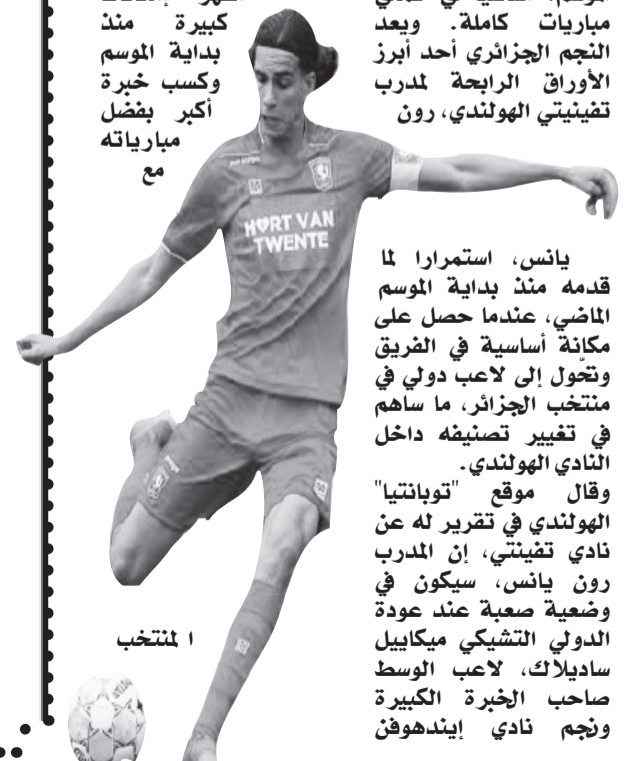 مباريات كاملة. ويعد
النجم الجزائري أحد أبرز
الأوراق الرابحة لمدرب
تفينيتي الهولندي، رون
يانس، استمرارا لما
قدمه منذ بداية الموسم
الماضي، عندما حصل على
مكانة أساسية في الفريق
وتحّول إلى لاعب دولي في
منتخب الجزائر، ما ساهم
في تغيير تصنيفه داخل
النادي الهولندي.
وقال موقع "توبانتيا"
الهولندي في تقرير له عن
نادي تفينتي، إن المدرب
رون يانس، سيكون في
وضعية صعبة عند عودة
الدولي التشيكي ميكاييل
ساديلاك، لاعب الوسط
صاحب الخبرة الكبيرة
ونجم نادي إيندهوفن
كبيرة منذ
بداية الموسم
وكسب خبرة
أكبر بفضل
مبارياته
مع
ا لمنتخب
H♥RT VAN
TWENTE